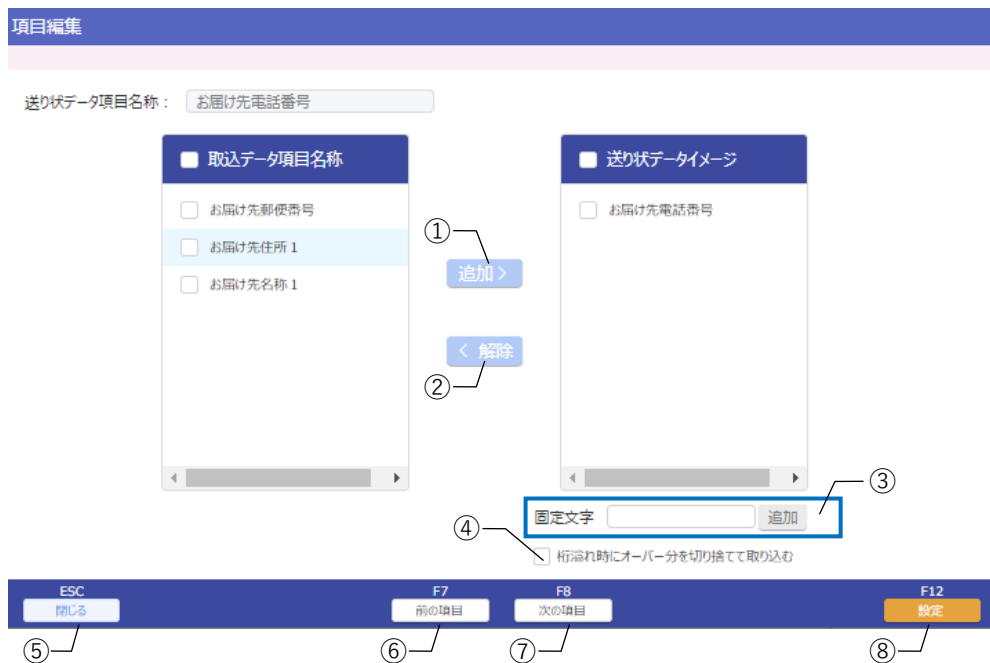 項目編集
送り状データ項目名称： お届け先電話番号
取込データ項目名称
送り状データイメージ
お届け先郵便番号
お届け先電話番号
お届け先住所１
①
追加 >
お届け先名称１
< 解除
②
③
固定文字 追加
④
桁溢れ時にオーバー分を切り捨てて取り込む
ESC F7 F8 F12
閉じる 前の項目 次の項目 設定
⑤ ⑥ ⑦ ⑧